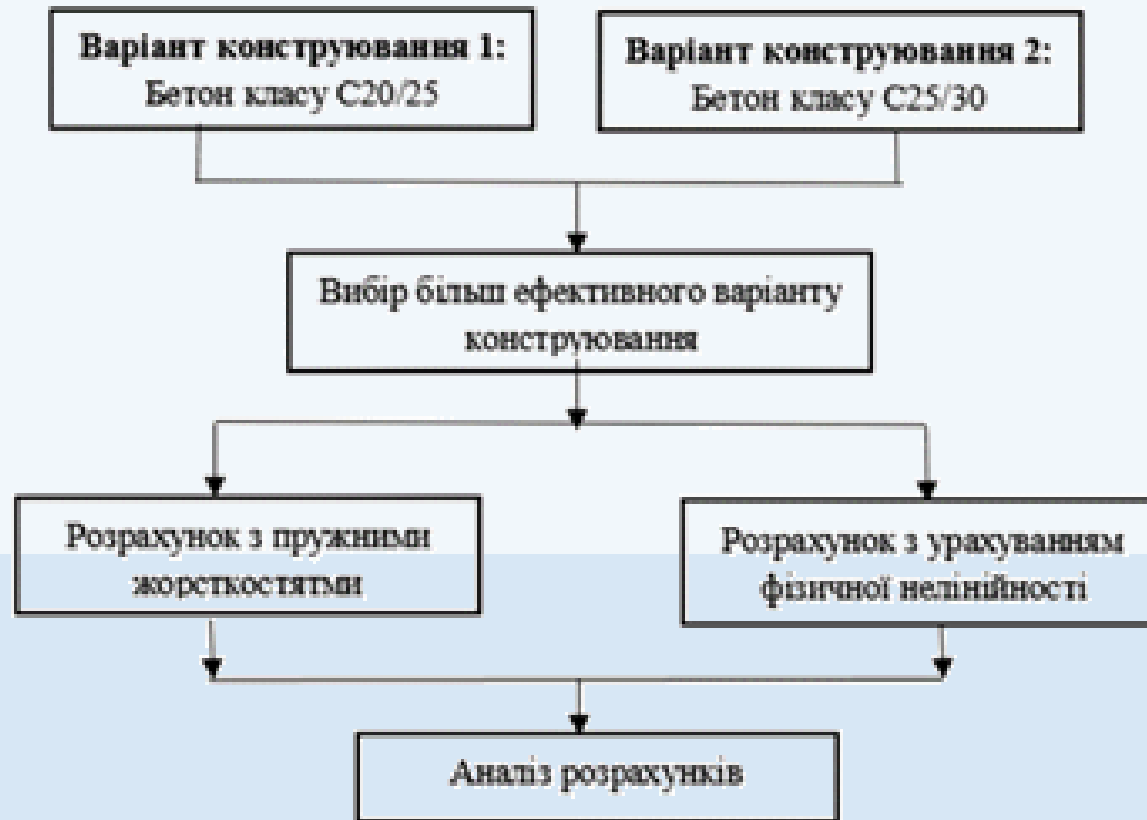 Варіант конструювання 1:
Бетон класу С20/25
Варіант конструювання 2:
Бетон класу С25/30
Вибір більш ефективного варіанту
конструювання
Розрахунок з пружними
жорсткостятми
Розрахунок з урахуванням
фізичної нелінійності
Аналіз розрахунків